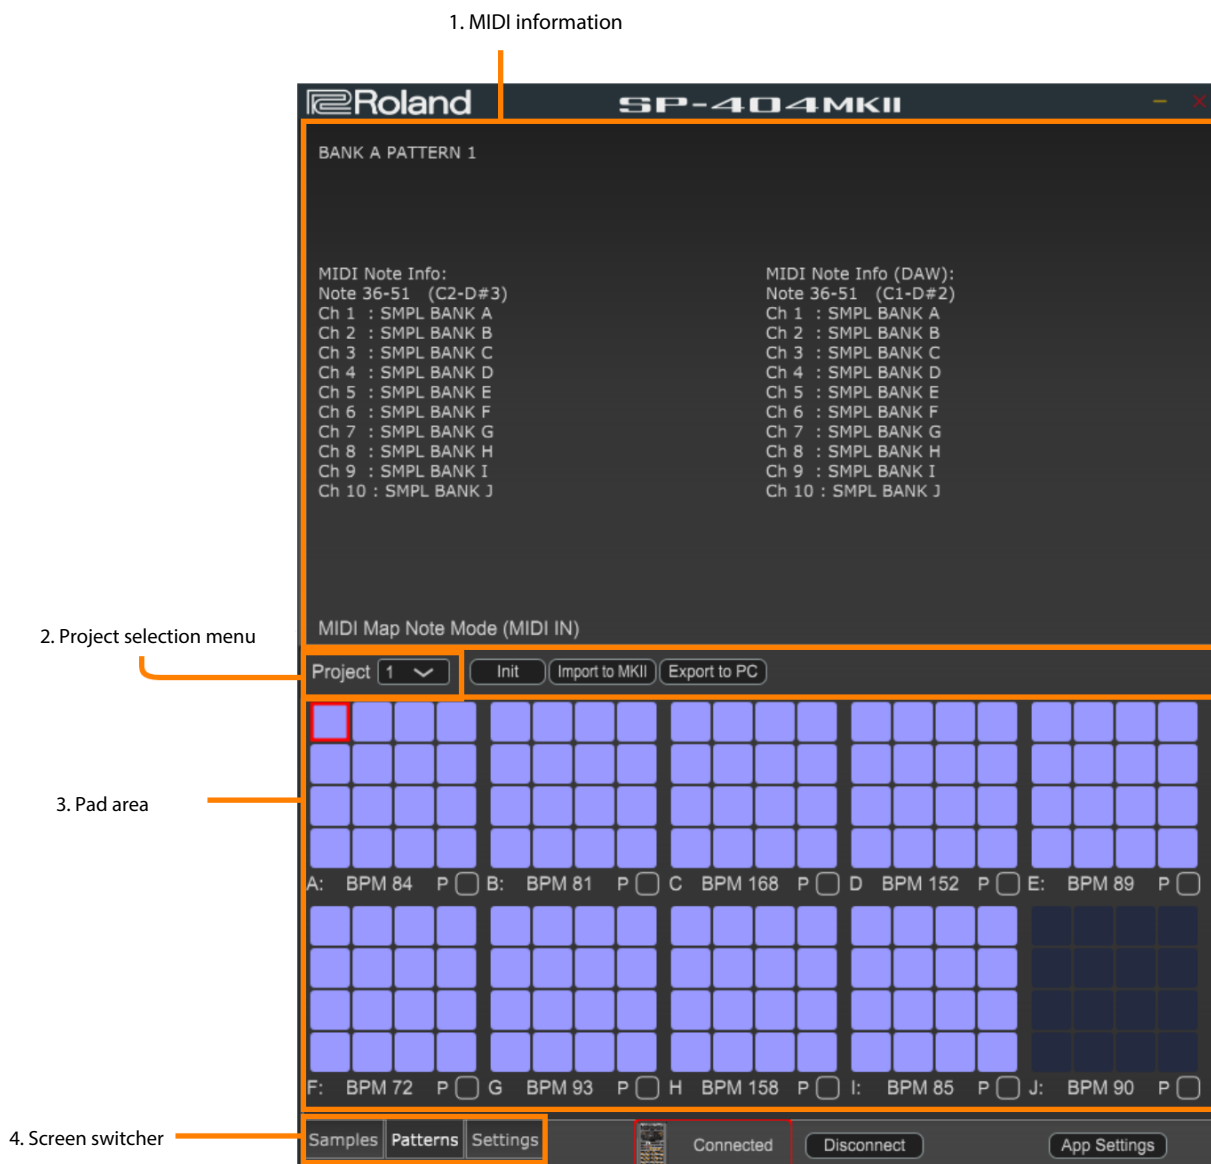 1. MIDI information
Roland SP-404MKII
BANK A PATTERN 1
MIDI Note Info:
Note 36-51 (C2-D#3)
Ch 1 : SMPL BANK A
Ch 2 : SMPL BANK B
Ch 3 : SMPL BANK C
Ch 4 : SMPL BANK D
Ch 5 : SMPL BANK E
Ch 6 : SMPL BANK F
Ch 7 : SMPL BANK G
Ch 8 : SMPL BANK H
Ch 9 : SMPL BANK I
Ch 10 : SMPL BANK J
MIDI Note Info (DAW):
Note 36-51 (C1-D#2)
Ch 1 : SMPL BANK A
Ch 2 : SMPL BANK B
Ch 3 : SMPL BANK C
Ch 4 : SMPL BANK D
Ch 5 : SMPL BANK E
Ch 6 : SMPL BANK F
Ch 7 : SMPL BANK G
Ch 8 : SMPL BANK H
Ch 9 : SMPL BANK I
Ch 10 : SMPL BANK J
MIDI Map Note Mode (MIDI IN)
2. Project selection menu
Project 1 Init Import to MKII Export to PC
3. Pad area
A: BPM 84 P B: BPM 81 P C BPM 168 P D BPM 152 P E: BPM 89 P
F: BPM 72 P G BPM 93 P H BPM 158 P I: BPM 85 P J: BPM 90 P
4. Screen switcher
Samples Patterns Settings Connected Disconnect App Settings